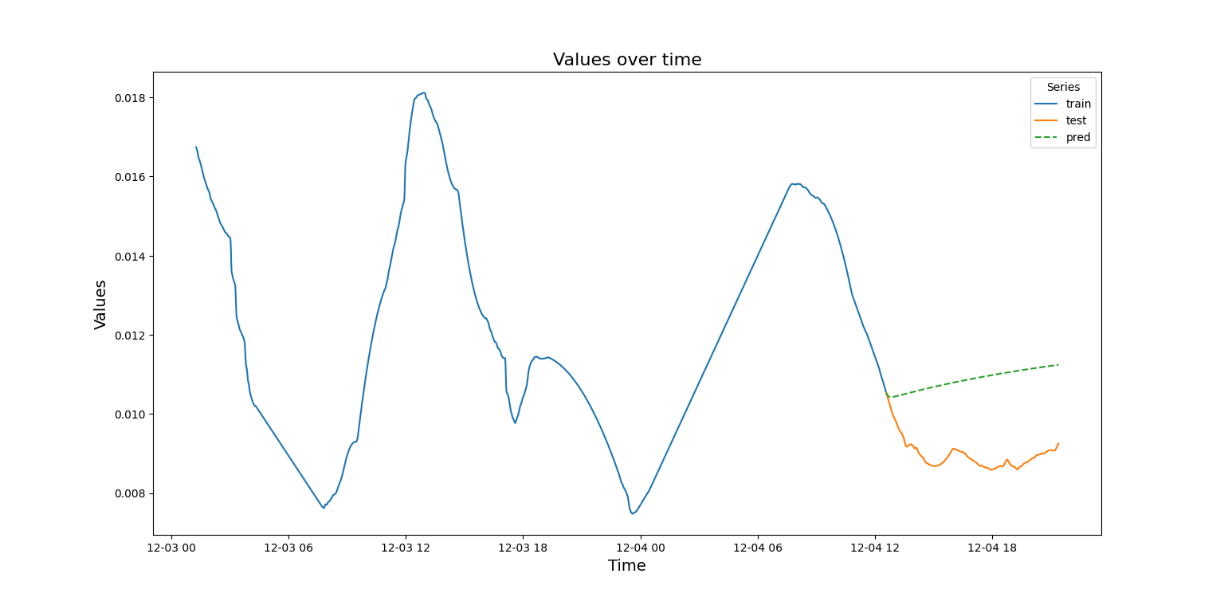 Values over time
Series
train
test
pred
Values
0.018
0.016
0.014
0.012
0.010
0.008
12-03 00
12-03 06
12-03 12
12-03 18
12-04 00
12-04 06
12-04 12
12-04 18
Time